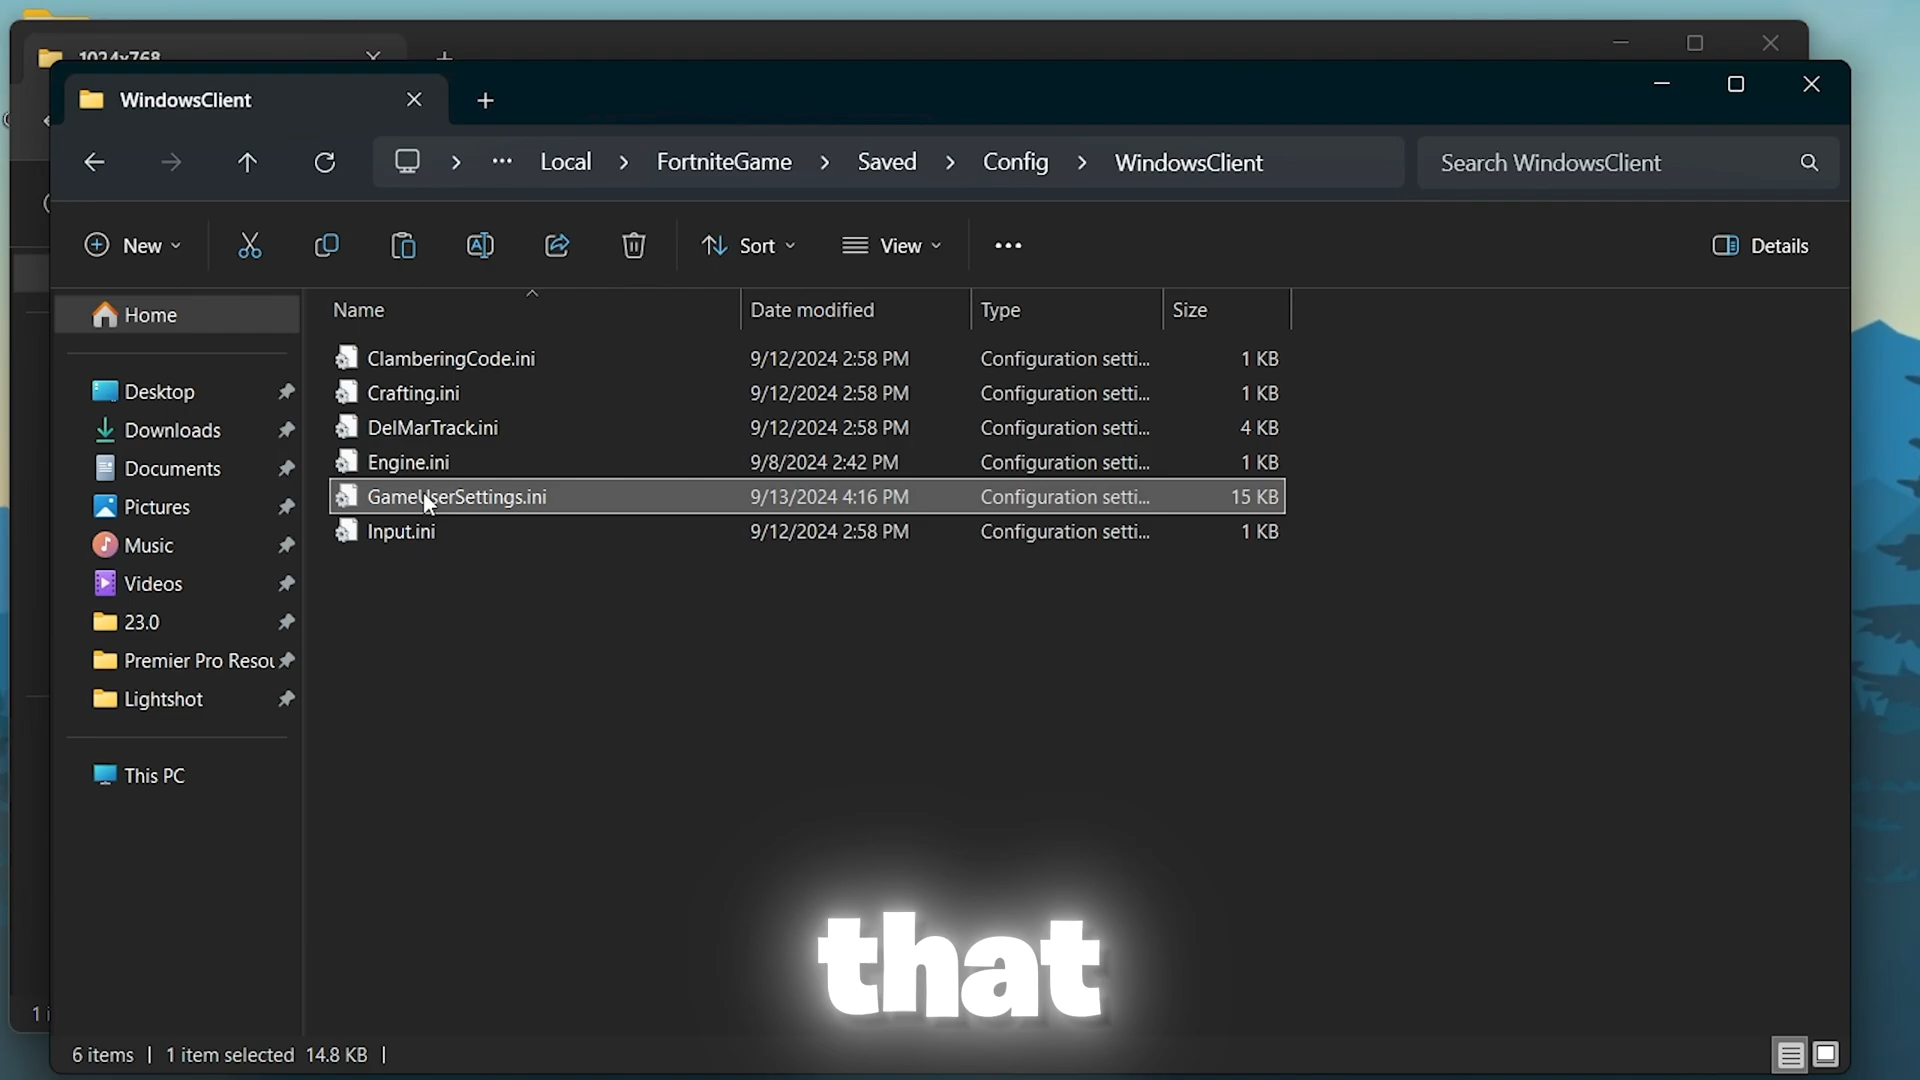 1024x768
WindowsClient
Local > FortniteGame > Saved > Config > WindowsClient
Search WindowsClient
New
Sort
View
Details
Name Date modified Type Size
Home
Desktop
Downloads
Documents
Pictures
Music
Videos
23.0
Premier Pro Resou
Lightshot
This PC
ClamberingCode.ini 9/12/2024 2:58 PM Configuration setti... 1 KB
Crafting.ini 9/12/2024 2:58 PM Configuration setti... 1 KB
DelMarTrack.ini 9/12/2024 2:58 PM Configuration setti... 4 KB
Engine.ini 9/8/2024 2:42 PM Configuration setti... 1 KB
GameUserSettings.ini 9/13/2024 4:16 PM Configuration setti... 15 KB
Input.ini 9/12/2024 2:58 PM Configuration setti... 1 KB
that
1 i
6 items | 1 item selected 14.8 KB |